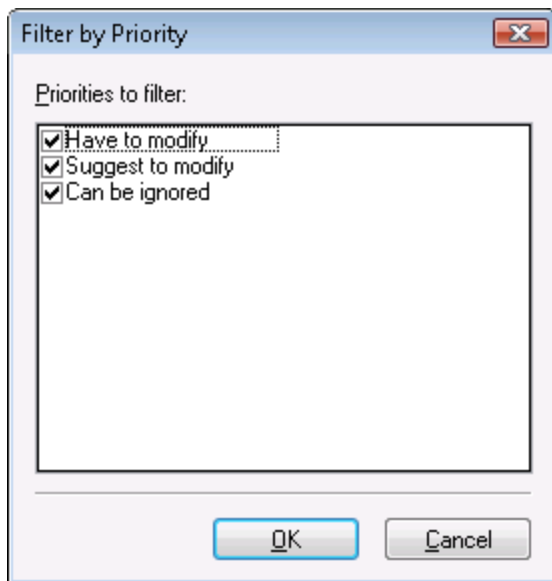 Filter by Priority
Priorities to filter:
Have to modify
Suggest to modify
Can be ignored
OK
Cancel